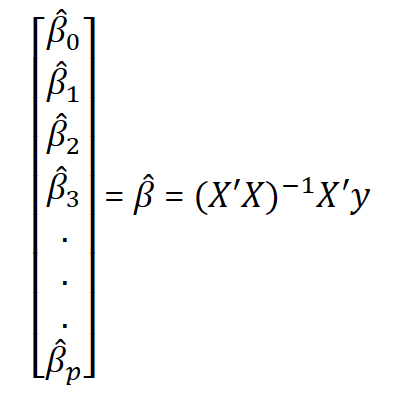 β̂₀
β̂₁
β̂₂
β̂₃ = β̂ = (X′X)⁻¹X′y
.
.
.
β̂ₚ